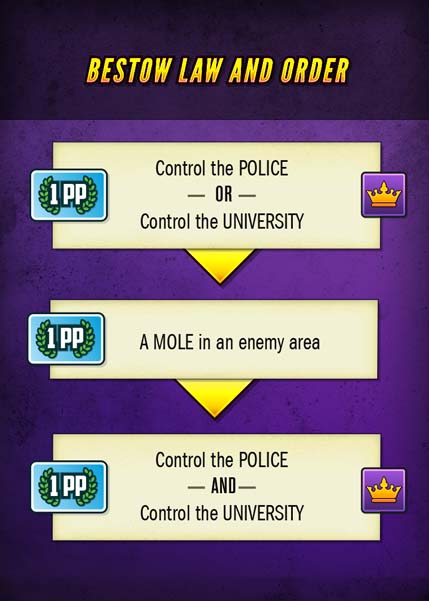 BESTOW LAW AND ORDER
1 PP
Control the POLICE
— OR —
Control the UNIVERSITY
1 PP
A MOLE in an enemy area
1 PP
Control the POLICE
— AND —
Control the UNIVERSITY